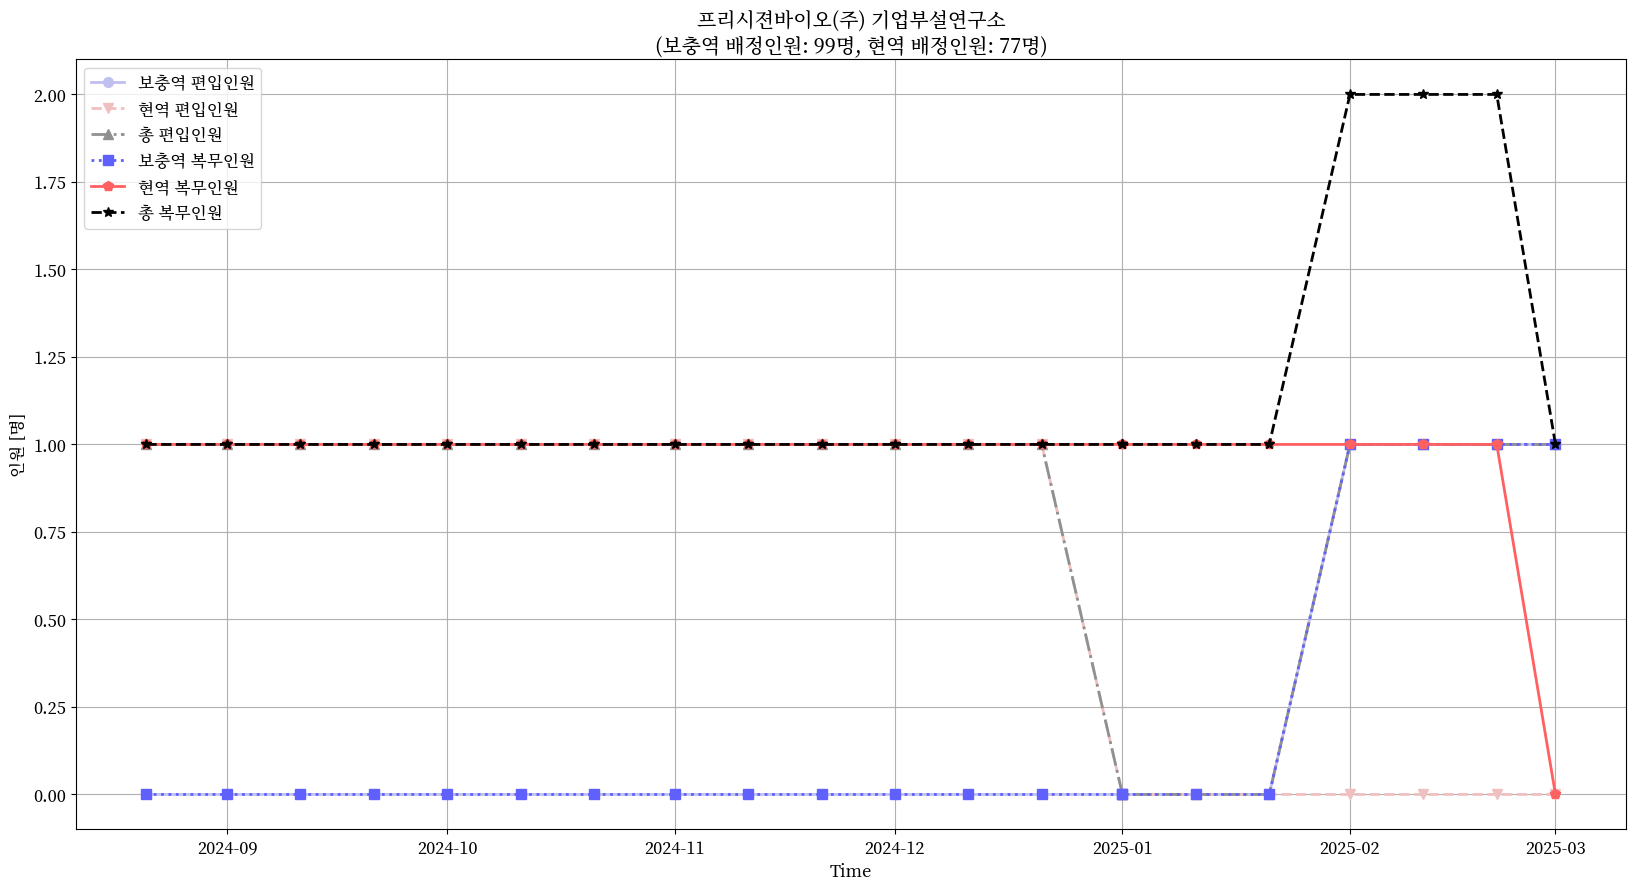 프리시젼바이오(주) 기업부설연구소
(보충역 배정인원: 99명, 현역 배정인원: 77명)
보충역 편입인원
현역 편입인원
총 편입인원
보충역 복무인원
현역 복무인원
총 복무인원
2.00
1.75
1.50
1.25
1.00
0.75
0.50
0.25
0.00
인원 [명]
2024-09 2024-10 2024-11 2024-12 2025-01 2025-02 2025-03
Time